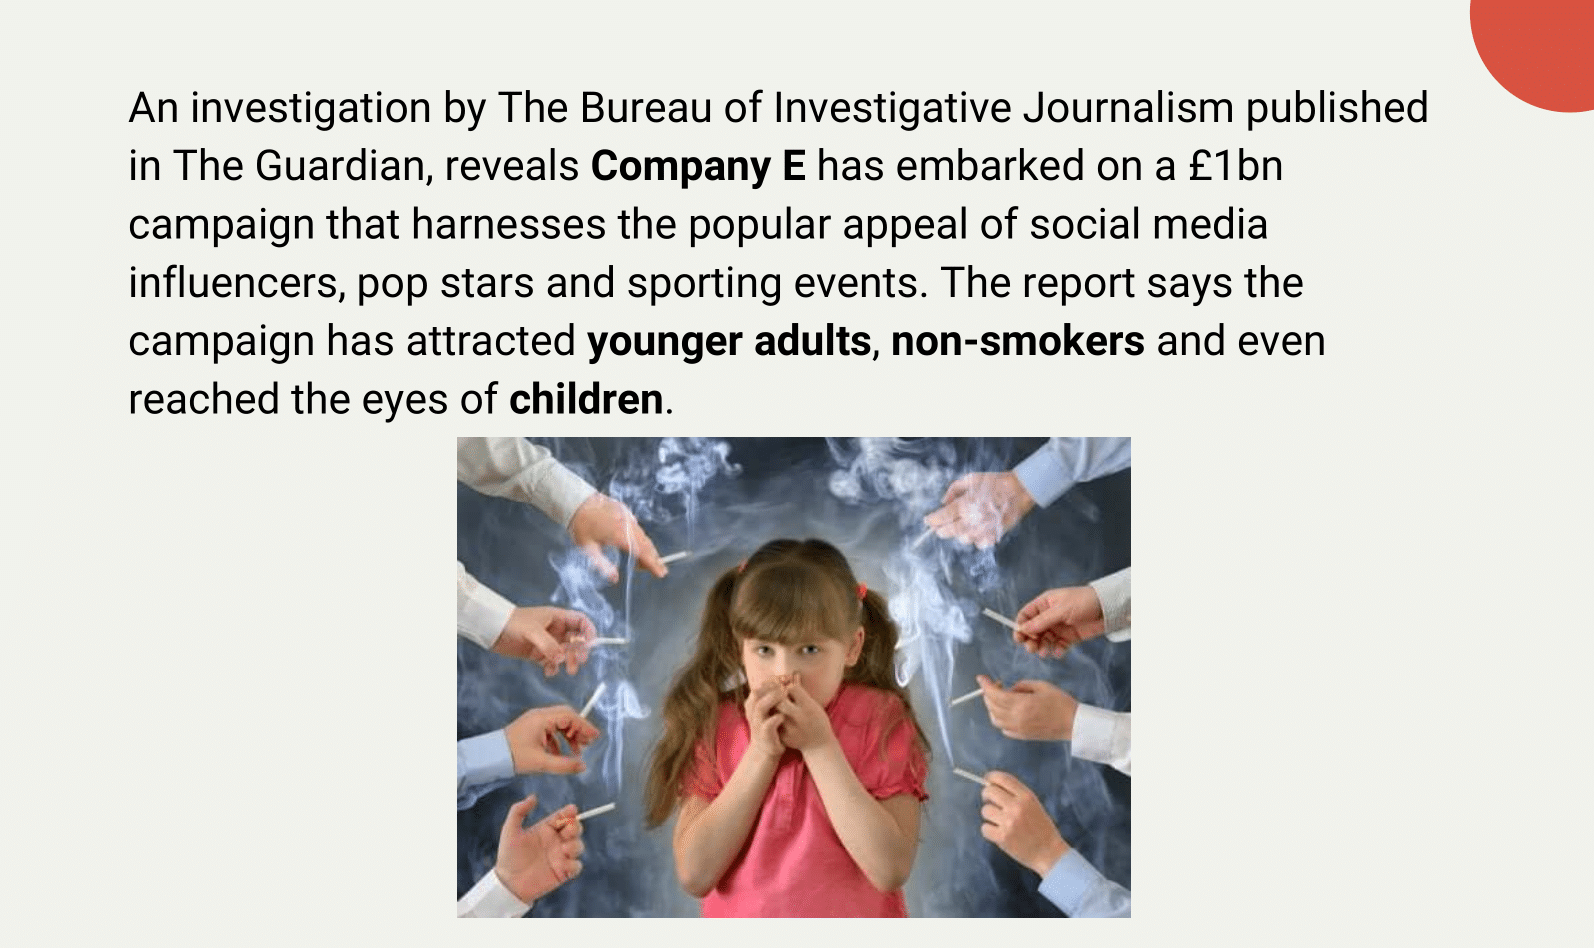 An investigation by The Bureau of Investigative Journalism published
in The Guardian, reveals Company E has embarked on a £1bn
campaign that harnesses the popular appeal of social media
influencers, pop stars and sporting events. The report says the
campaign has attracted younger adults, non-smokers and even
reached the eyes of children.